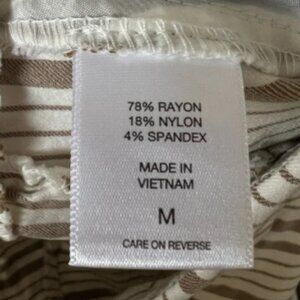 78% RAYON
18% NYLON
4% SPANDEX
MADE IN
VIETNAM
M
CARE ON REVERSE